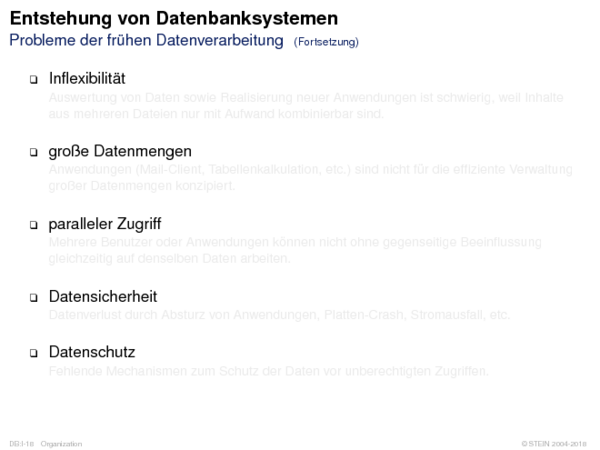 Entstehung von Datenbanksystemen
Probleme der frühen Datenverarbeitung (Fortsetzung)
❑ Inflexibilität
Auswertung von Daten sowie Realisierung neuer Anwendungen ist schwierig, weil Inhalte
aus mehreren Dateien nur mit Aufwand kombinierbar sind.
❑ große Datenmengen
Anwendungen (Mail-Client, Tabellenkalkulation, etc.) sind nicht für die effiziente Verwaltung
großer Datenmengen konzipiert.
❑ paralleler Zugriff
Mehrere Benutzer oder Anwendungen können nicht ohne gegenseitige Beeinflussung
gleichzeitig auf denselben Daten arbeiten.
❑ Datensicherheit
Datenverlust durch Absturz von Anwendungen, Platten-Crash, Stromausfall, etc.
❑ Datenschutz
Fehlende Mechanismen zum Schutz der Daten vor unberechtigten Zugriffen.
DB:I-18 Organization © STEIN 2004-2018